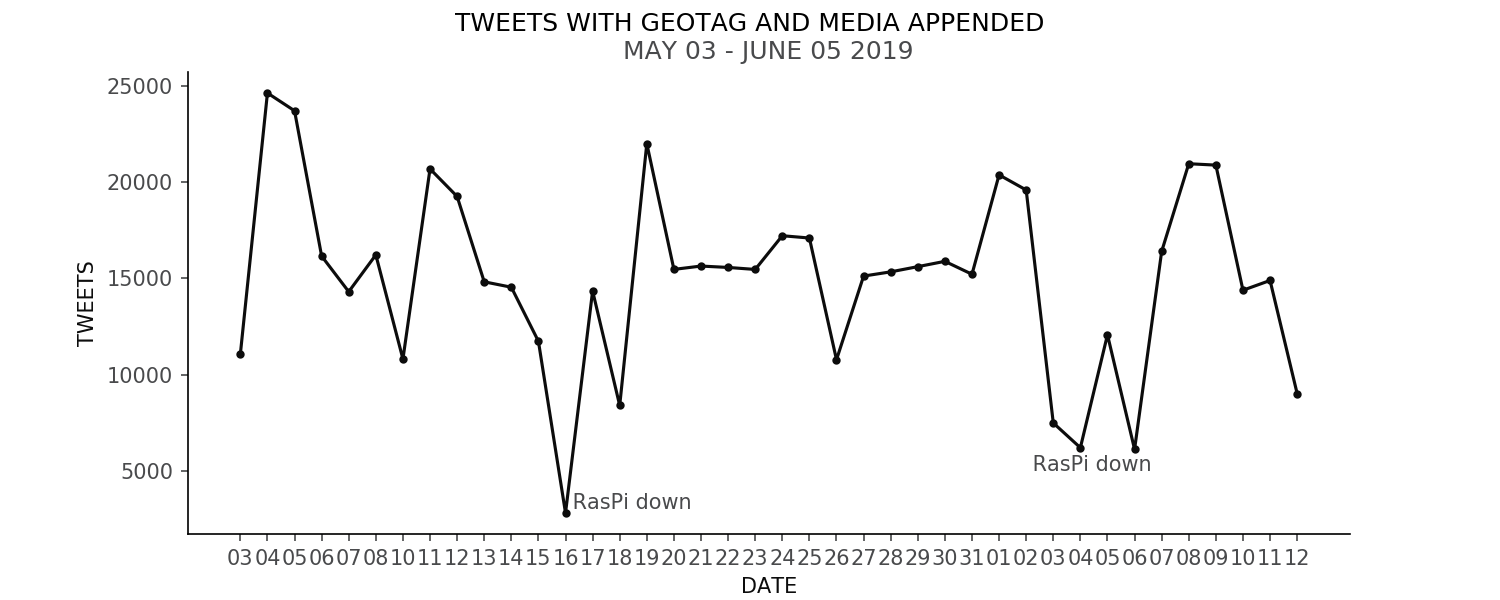 TWEETS WITH GEOTAG AND MEDIA APPENDED
MAY 03 - JUNE 05 2019
25000
20000
15000
10000
5000
TWEETS
RasPi down
RasPi down
03 04 05 06 07 08 10 11 12 13 14 15 16 17 18 19 20 21 22 23 24 25 26 27 28 29 30 31 01 02 03 04 05 06 07 08 09 10 11 12
DATE